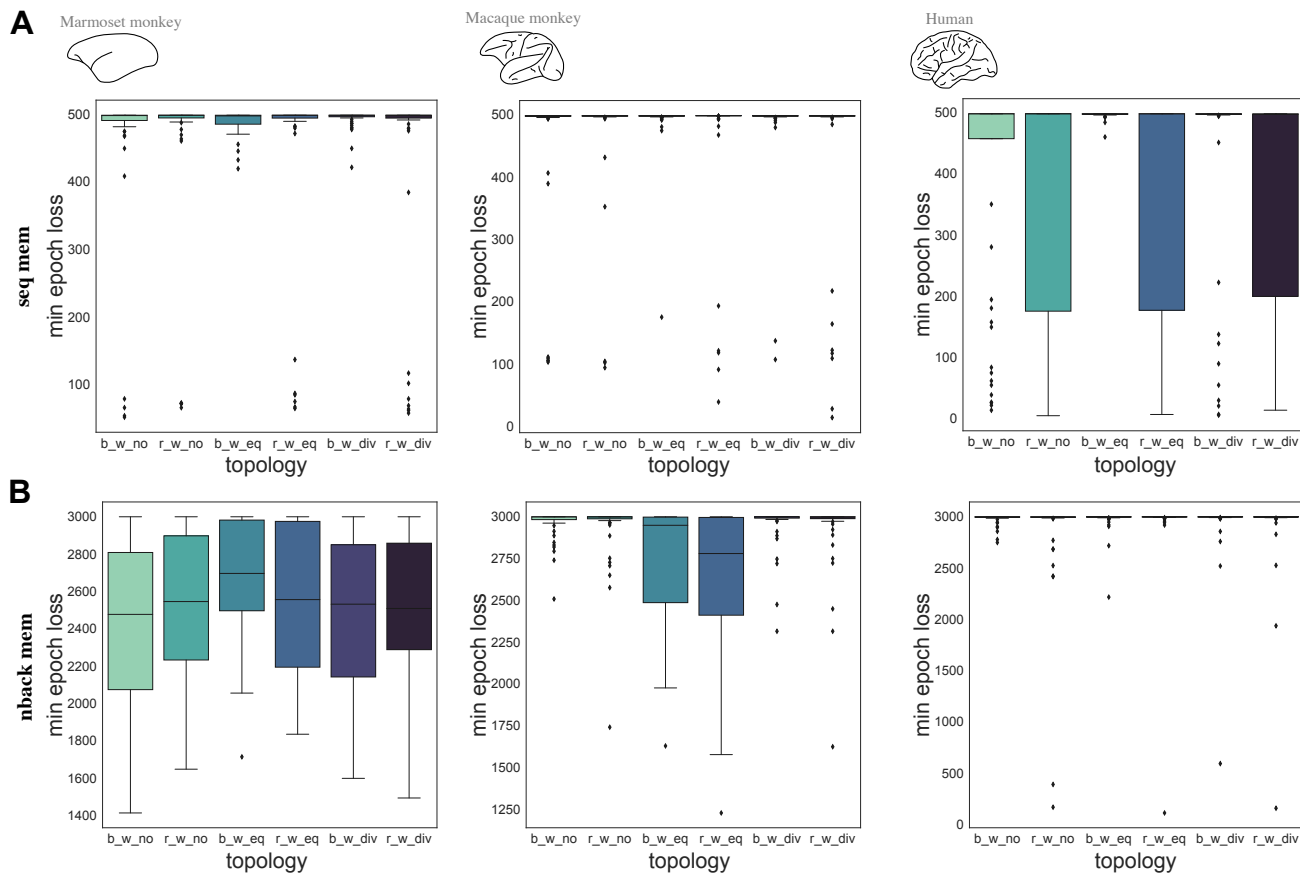 A
Marmoset monkey
Macaque monkey
Human
seq mem
min epoch loss
500
400
300
200
100
b_w_no r_w_no b_w_eq r_w_eq b_w_div r_w_div
topology
min epoch loss
500
400
300
200
100
0
b_w_no r_w_no b_w_eq r_w_eq b_w_div r_w_div
topology
min epoch loss
500
400
300
200
100
0
b_w_no r_w_no b_w_eq r_w_eq b_w_div r_w_div
topology
B
nback mem
min epoch loss
3000
2800
2600
2400
2200
2000
1800
1600
1400
b_w_no r_w_no b_w_eq r_w_eq b_w_div r_w_div
topology
min epoch loss
3000
2750
2500
2250
2000
1750
1500
1250
b_w_no r_w_no b_w_eq r_w_eq b_w_div r_w_div
topology
min epoch loss
3000
2500
2000
1500
1000
500
0
b_w_no r_w_no b_w_eq r_w_eq b_w_div r_w_div
topology